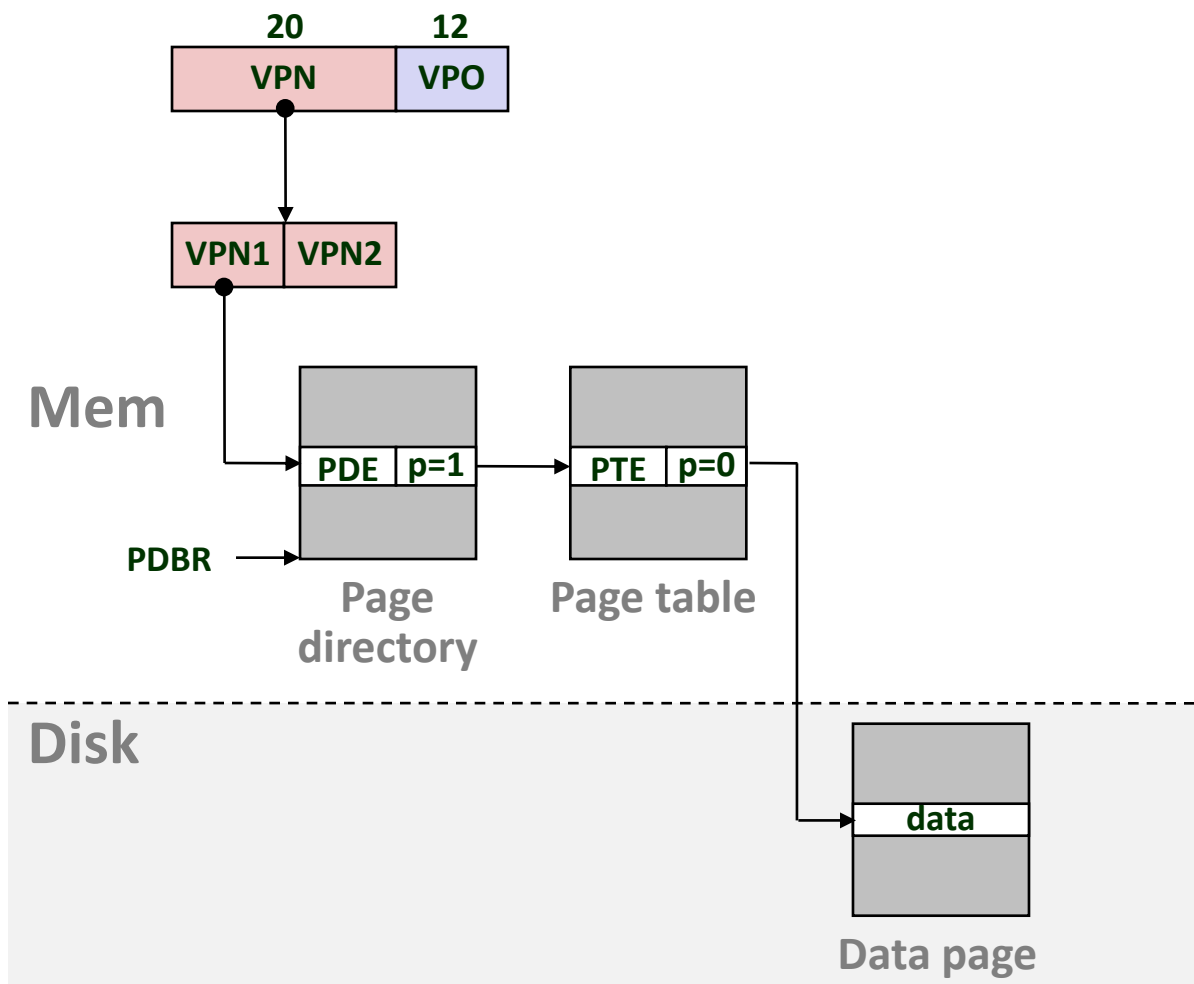 20 12
VPN VPO
VPN1 VPN2
Mem
PDE p=1 PTE p=0
PDBR
Page
directory
Page table
Disk
data
Data page